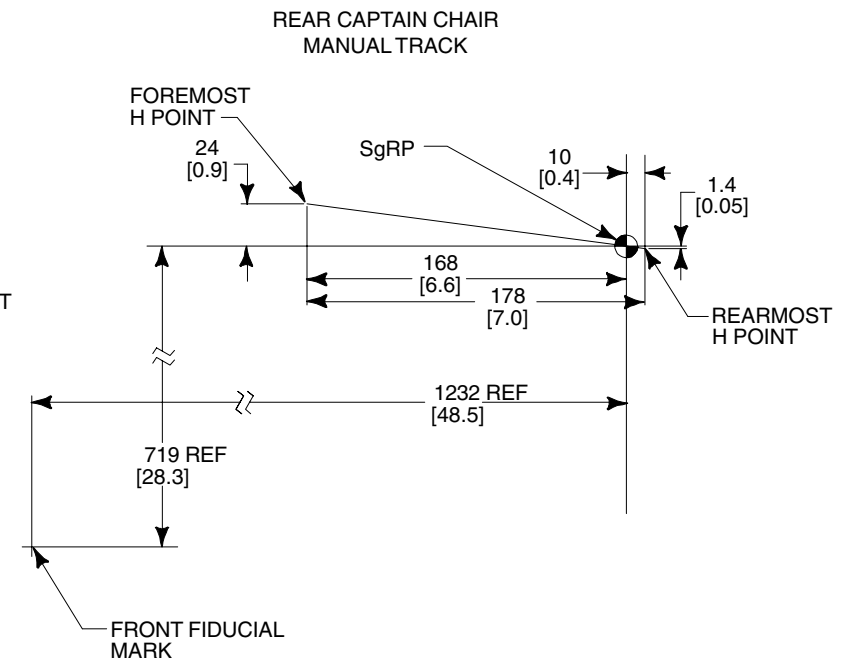 REAR CAPTAIN CHAIR
MANUAL TRACK
FOREMOST
H POINT
24
[0.9]
SgRP
10
[0.4]
1.4
[0.05]
168
[6.6]
178
[7.0]
T
REARMOST
H POINT
1232 REF
[48.5]
719 REF
[28.3]
FRONT FIDUCIAL
MARK